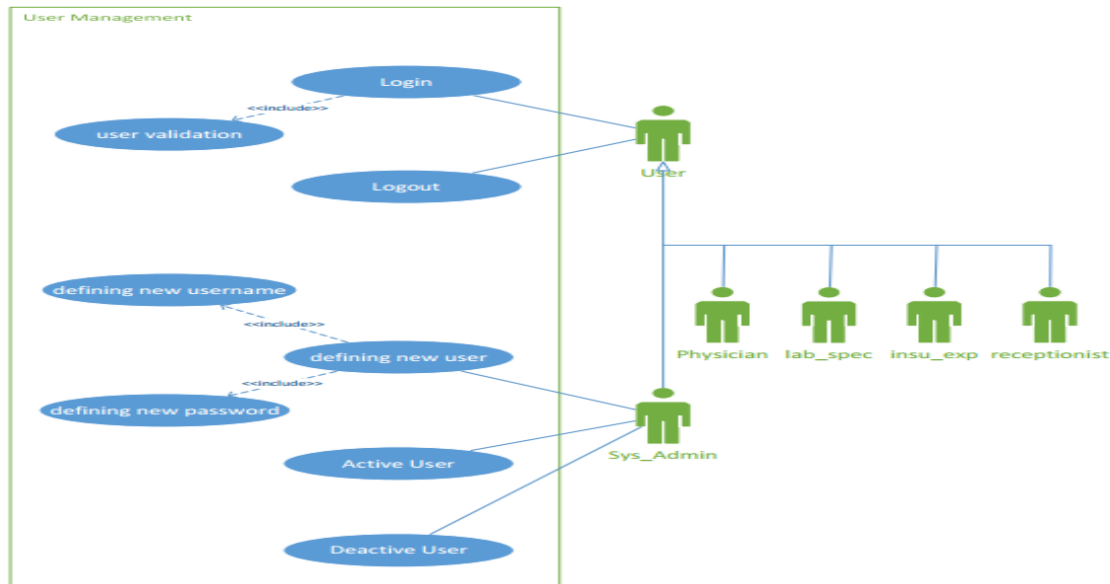 User Management
Login
<<include>>
user validation
Logout
User
defining new username
<<include>>
defining new user
<<include>>
defining new password
Physician
lab_spec
insu_exp
receptionist
Sys_Admin
Active User
Deactive User